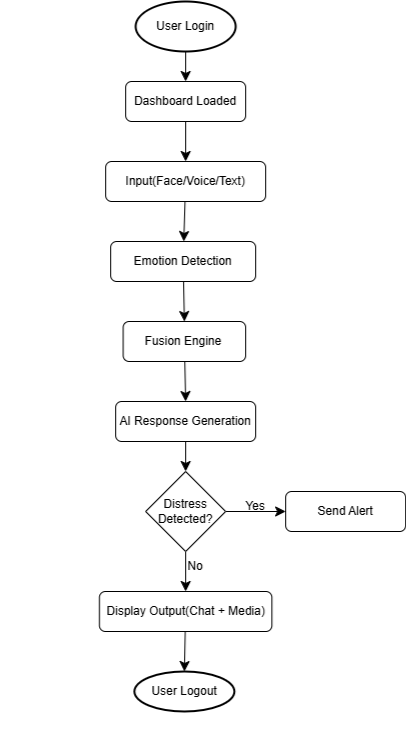 User Login
Dashboard Loaded
Input(Face/Voice/Text)
Emotion Detection
Fusion Engine
AI Response Generation
Distress
Detected?
Yes
Send Alert
No
Display Output(Chat + Media)
User Logout